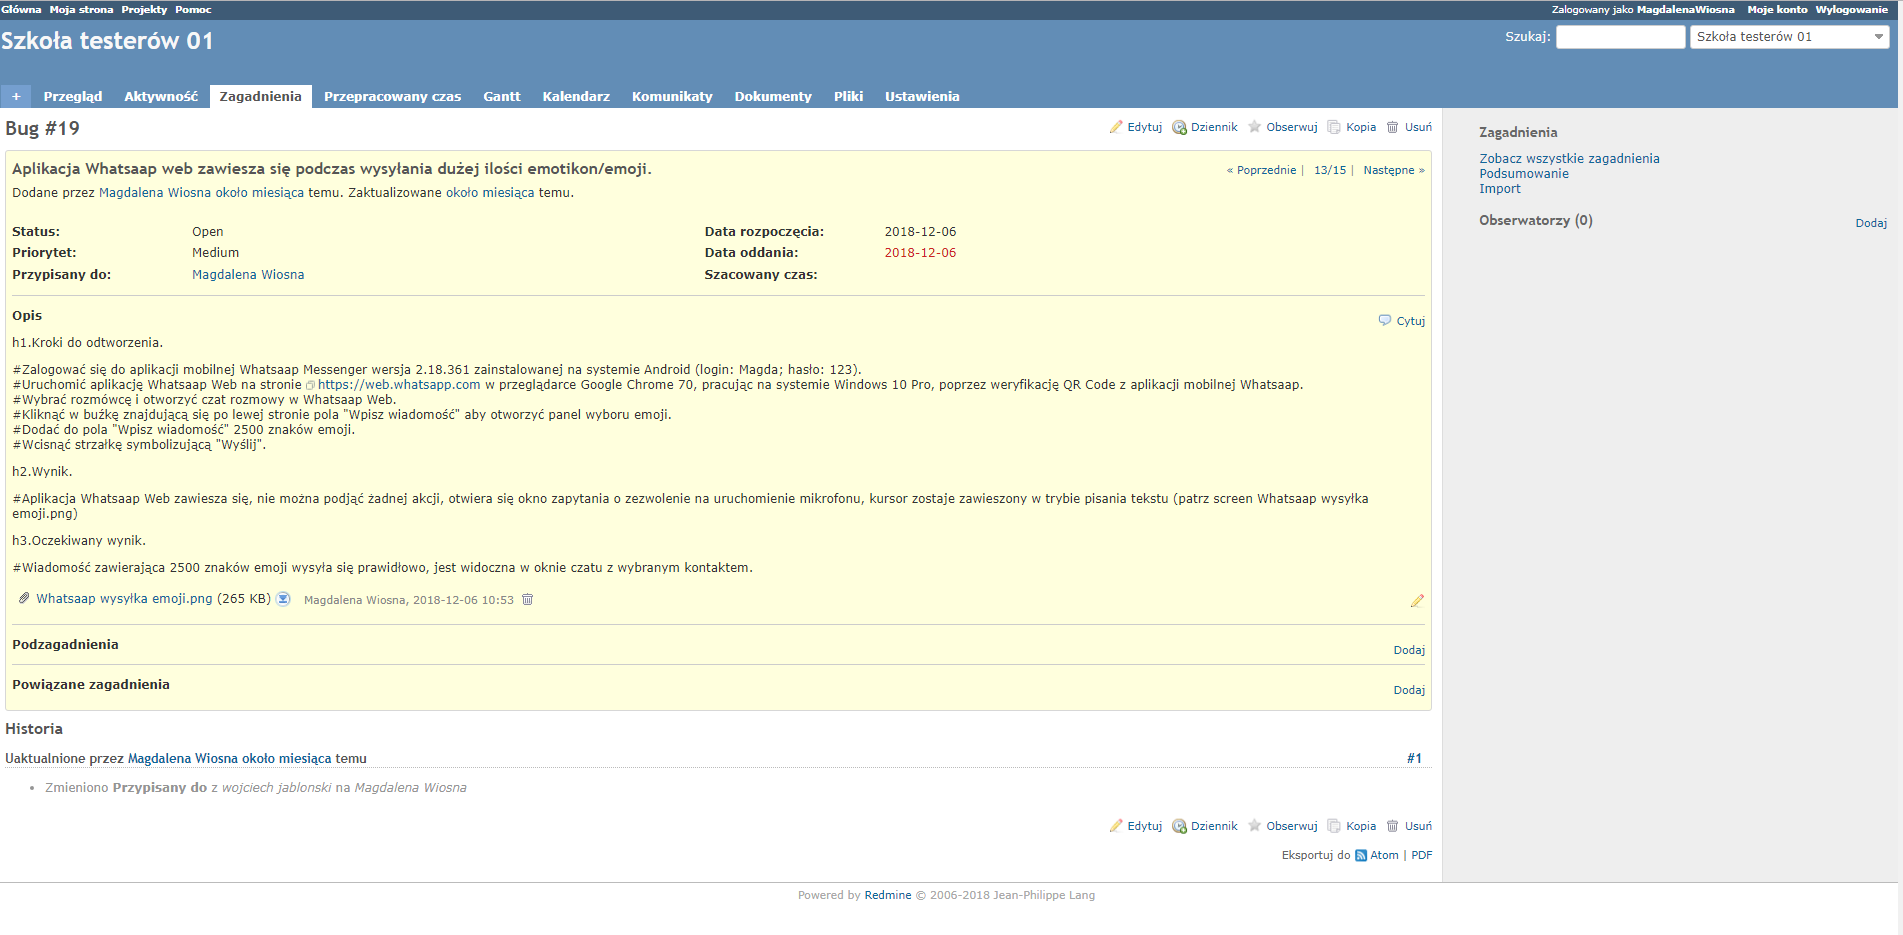 Główna Moja strona Projekty Pomoc
Zalogowany jako MagdalenaWiosna Moje konto Wylogowanie
Szkoła testerów 01
Szukaj: Szkoła testerów 01
+ Przegląd Aktywność Zagadnienia Przepracowany czas Gantt Kalendarz Komunikaty Dokumenty Pliki Ustawienia
Bug #19
Edytuj Dziennik Obserwuj Kopia Usuń
Aplikacja Whatsaap web zawiesza się podczas wysyłania dużej ilości emotikon/emoji.
« Poprzednie | 13/15 | Następne »
Dodane przez Magdalena Wiosna około miesiąca temu. Zaktualizowane około miesiąca temu.
Status: Open
Data rozpoczęcia: 2018-12-06
Priorytet: Medium
Data oddania: 2018-12-06
Przypisany do: Magdalena Wiosna
Szacowany czas:
Opis
Cytuj
h1.Kroki do odtworzenia.
#Zalogować się do aplikacji mobilnej Whatsaap Messenger wersja 2.18.361 zainstalowanej na systemie Android (login: Magda; hasło: 123).
#Uruchomić aplikację Whatsaap Web na stronie https://web.whatsapp.com w przeglądarce Google Chrome 70, pracując na systemie Windows 10 Pro, poprzez weryfikację QR Code z aplikacji mobilnej Whatsaap.
#Wybrać rozmówcę i otworzyć czat rozmowy w Whatsaap Web.
#Kliknąć w buźkę znajdującą się po lewej stronie pola "Wpisz wiadomość" aby otworzyć panel wyboru emoji.
#Dodać do pola "Wpisz wiadomość" 2500 znaków emoji.
#Wcisnąć strzałkę symbolizującą "Wyślij".
h2.Wynik.
#Aplikacja Whatsaap Web zawiesza się, nie można podjąć żadnej akcji, otwiera się okno zapytania o zezwolenie na uruchomienie mikrofonu, kursor zostaje zawieszony w trybie pisania tekstu (patrz screen Whatsaap wysyłka
emoji.png)
h3.Oczekiwany wynik.
#Wiadomość zawierająca 2500 znaków emoji wysyła się prawidłowo, jest widoczna w oknie czatu z wybranym kontaktem.
Whatsaap wysyłka emoji.png (265 KB) Magdalena Wiosna, 2018-12-06 10:53
Podzagadnienia
Dodaj
Powiązane zagadnienia
Dodaj
Historia
Uaktualnione przez Magdalena Wiosna około miesiąca temu
#1
• Zmieniono Przypisany do z wojciech jablonski na Magdalena Wiosna
Edytuj Dziennik Obserwuj Kopia Usuń
Eksportuj do Atom | PDF
Zagadnienia
Zobacz wszystkie zagadnienia
Podsumowanie
Import
Obserwatorzy (0)
Dodaj
Powered by Redmine © 2006-2018 Jean-Philippe Lang